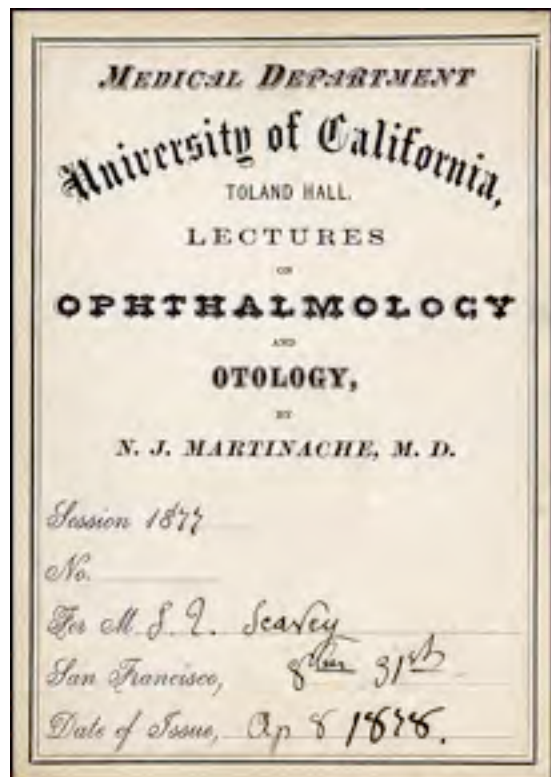 MEDICAL DEPARTMENT
University of California,
TOLAND HALL.
LECTURES
ON
OPHTHALMOLOGY
AND
OTOLOGY,
BY
N. J. MARTINACHE, M. D.
Session 1877
No.
For M. Seavey
San Francisco, 31st
Date of Issue, Ap 8 1878.